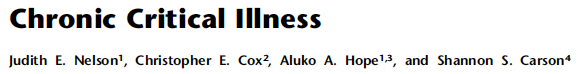 Chronic Critical Illness
Judith E. Nelson¹, Christopher E. Cox², Aluko A. Hope¹,³, and Shannon S. Carson⁴